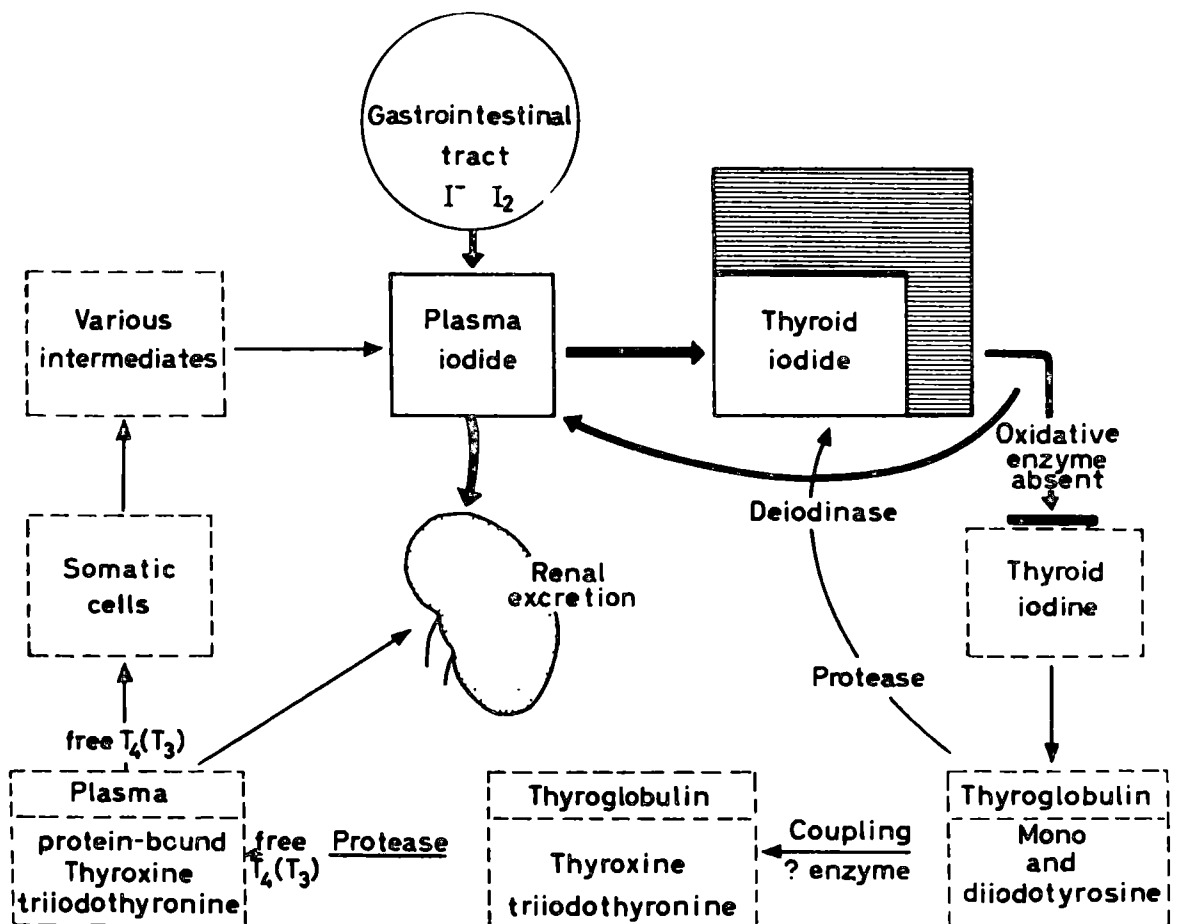 Gastrointestinal
tract
I⁻ I₂
Various
intermediates
Plasma
iodide
Thyroid
iodide
Oxidative
enzyme
absent
Deiodinase
Somatic
cells
Renal
excretion
Thyroid
iodine
Protease
free T₄(T₃)
Plasma
protein-bound
Thyroxine
triiodothyronine
free
T₄(T₃)
Protease
Thyroglobulin
Thyroxine
triiodothyronine
Coupling
? enzyme
Thyroglobulin
Mono
and
diiodotyrosine